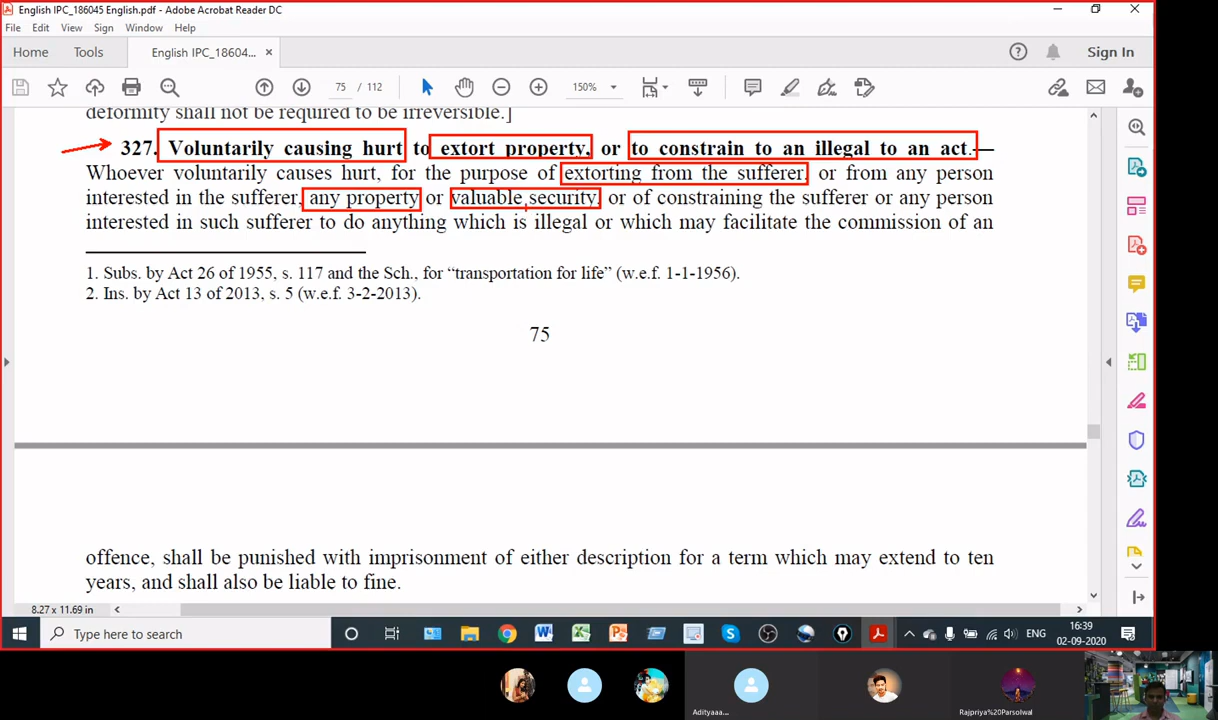 English IPC_186045 English.pdf - Adobe Acrobat Reader DC
File Edit View Sign Window Help
Home Tools English IPC_18604... × Sign In
75 / 112 150%
deformity shall not be required to be irreversible.]
327. Voluntarily causing hurt to extort property, or to constrain to an illegal to an act.—
Whoever voluntarily causes hurt, for the purpose of extorting from the sufferer, or from any person
interested in the sufferer, any property or valuable security, or of constraining the sufferer or any person
interested in such sufferer to do anything which is illegal or which may facilitate the commission of an
1. Subs. by Act 26 of 1955, s. 117 and the Sch., for “transportation for life” (w.e.f. 1-1-1956).
2. Ins. by Act 13 of 2013, s. 5 (w.e.f. 3-2-2013).
75
offence, shall be punished with imprisonment of either description for a term which may extend to ten
years, and shall also be liable to fine.
8.27 x 11.69 in
Type here to search
ENG
16:39
02-09-2020
Adityaaa...
Rajpriya%20Parsolwal